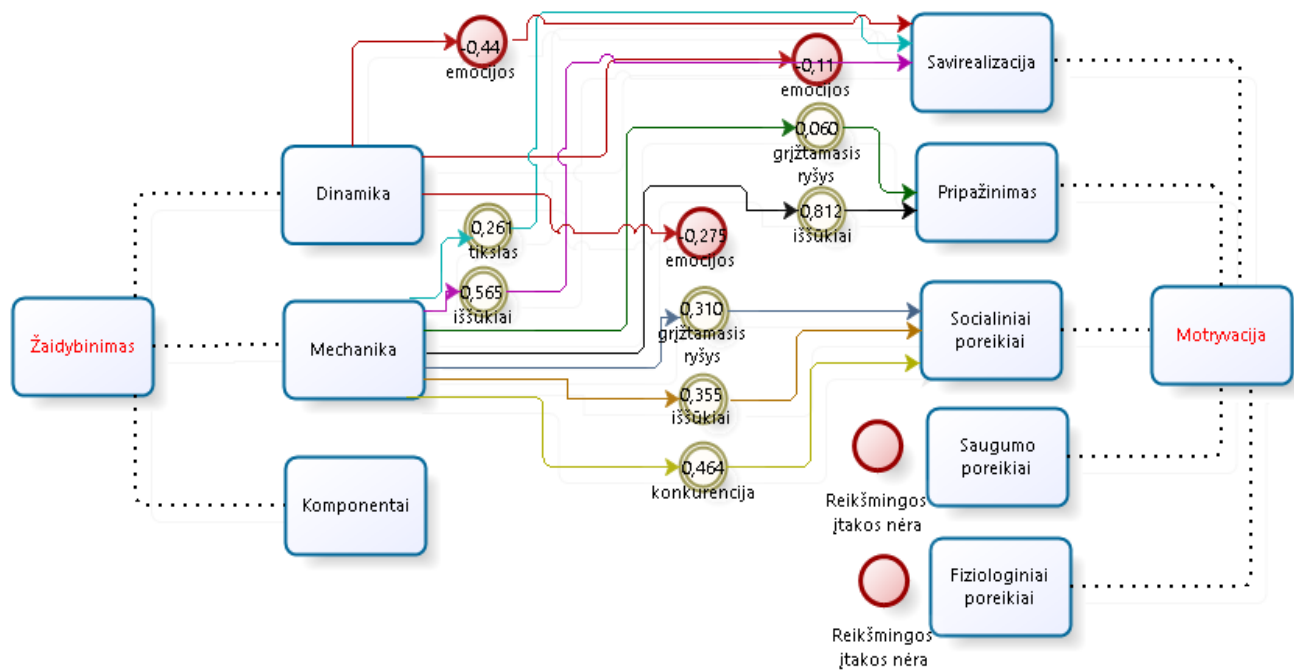 -0,44
emocijos
-0,11
emocijos
Savirealizacija
0,060
grįžtamasis
ryšys
Dinamika
Pripažinimas
0,812
iššūkiai
0,261
tikslas
-0,275
emocijos
0,565
iššūkiai
0,310
grįžtamasis
ryšys
Socialiniai
poreikiai
Žaidybinimas
Mechanika
Motryvacija
0,355
iššūkiai
0,464
konkurencija
Saugumo
poreikiai
Reikšmingos
įtakos nėra
Komponentai
Fiziologiniai
poreikiai
Reikšmingos
įtakos nėra